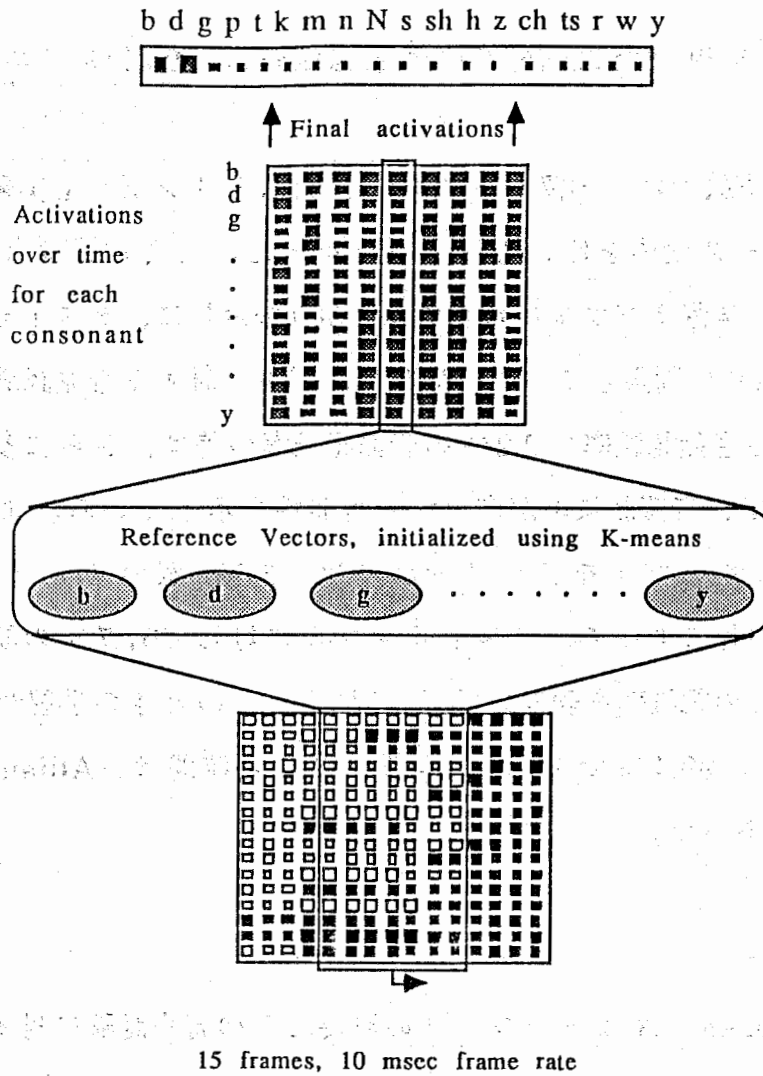 b d g p t k m n N s sh h z ch ts r w y
Final activations
b
d
g
y
Activations
over time
for each
consonant
Reference Vectors, initialized using K-means
b d g . . . . . . . y
15 frames, 10 msec frame rate